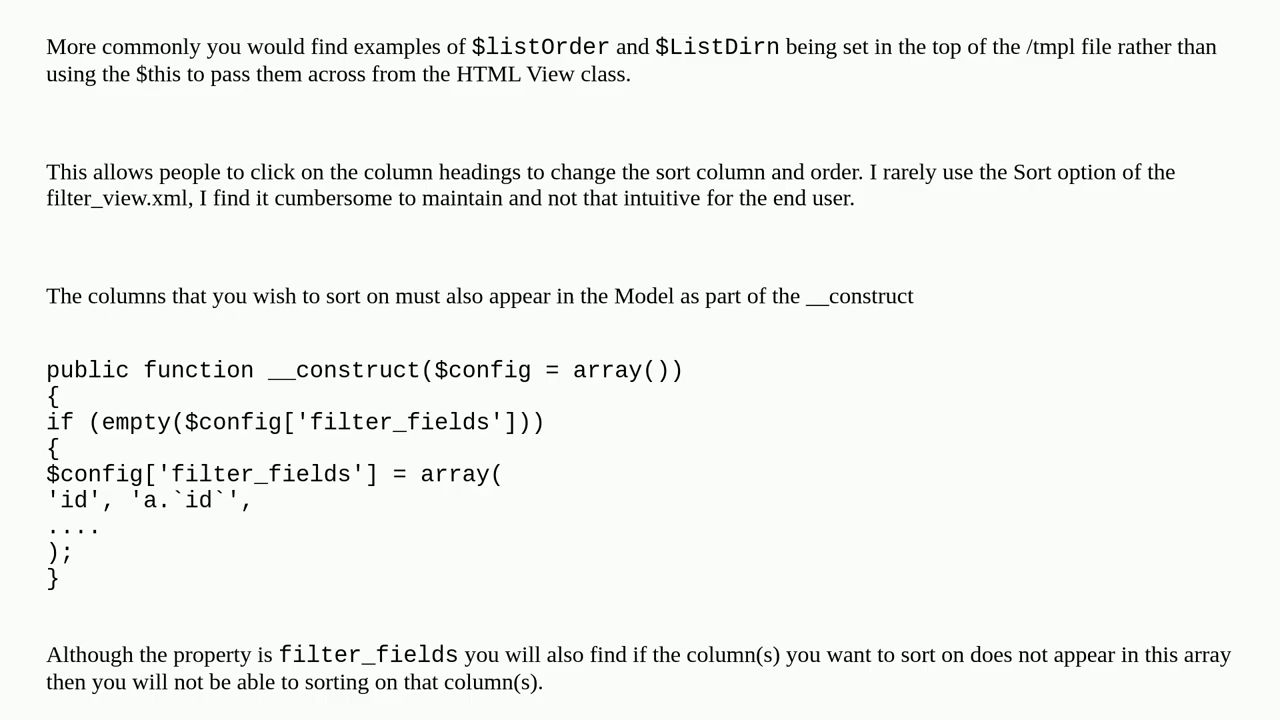 More commonly you would find examples of $listOrder and $ListDirn being set in the top of the /tmpl file rather than
using the $this to pass them across from the HTML View class.
This allows people to click on the column headings to change the sort column and order. I rarely use the Sort option of the
filter_view.xml, I find it cumbersome to maintain and not that intuitive for the end user.
The columns that you wish to sort on must also appear in the Model as part of the __construct
public function __construct($config = array())
{
if (empty($config['filter_fields']))
{
$config['filter_fields'] = array(
'id', 'a.`id`',
....
);
}
Although the property is filter_fields you will also find if the column(s) you want to sort on does not appear in this array
then you will not be able to sorting on that column(s).